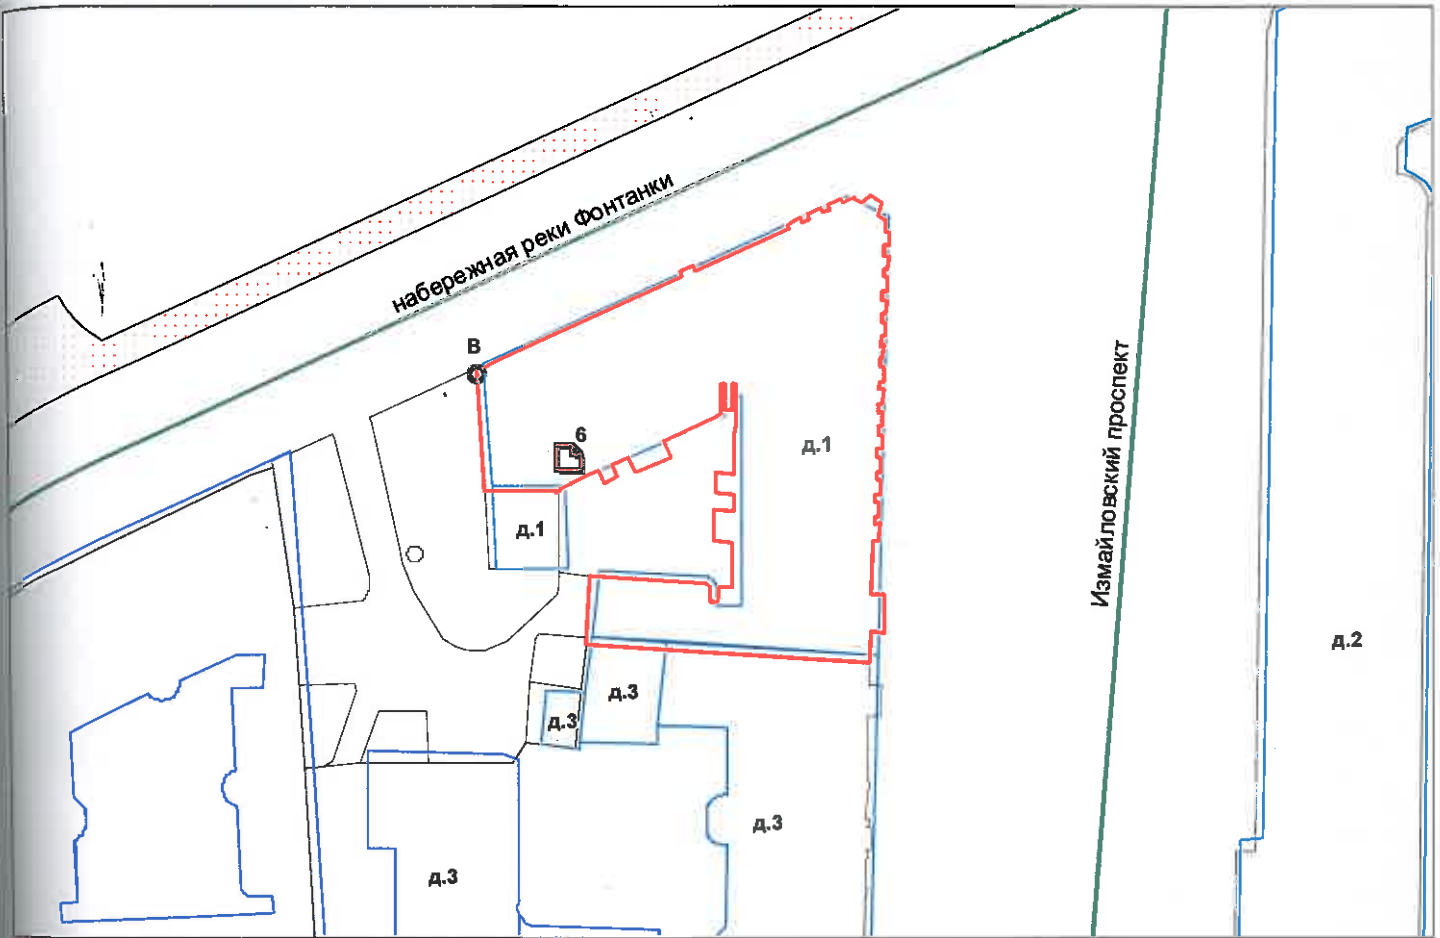 набережная реки Фонтанки
В
6
д.1
д.1
Измайловский проспект
д.2
д.3
д.3
д.3
д.3